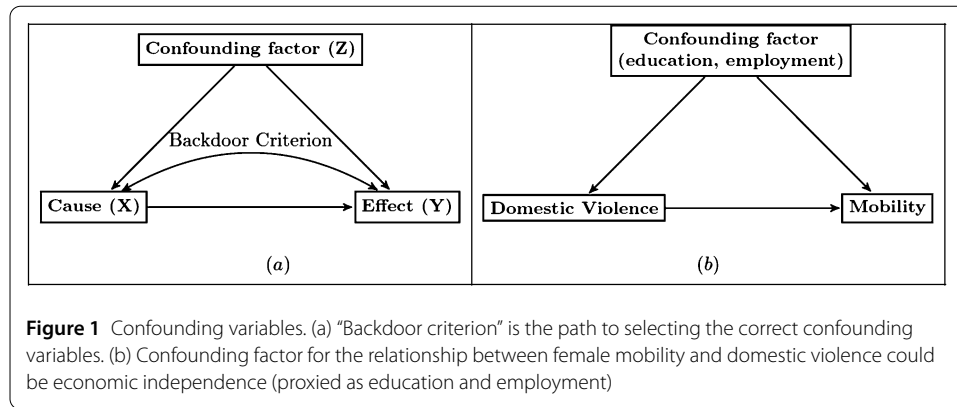 Confounding factor (Z)
Backdoor Criterion
Cause (X)
Effect (Y)
(a)
Confounding factor
(education, employment)
Domestic Violence
Mobility
(b)
Figure 1 Confounding variables. (a) “Backdoor criterion” is the path to selecting the correct confounding
variables. (b) Confounding factor for the relationship between female mobility and domestic violence could
be economic independence (proxied as education and employment)